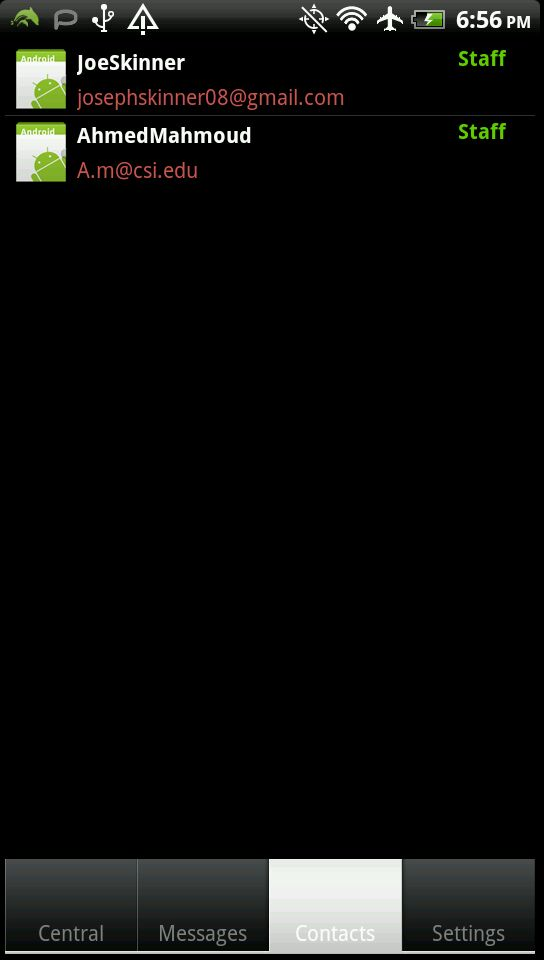 6:56 PM
Android
JoeSkinner
Staff
josephskinner08@gmail.com
Android
AhmedMahmoud
Staff
A.m@csi.edu
Central
Messages
Contacts
Settings